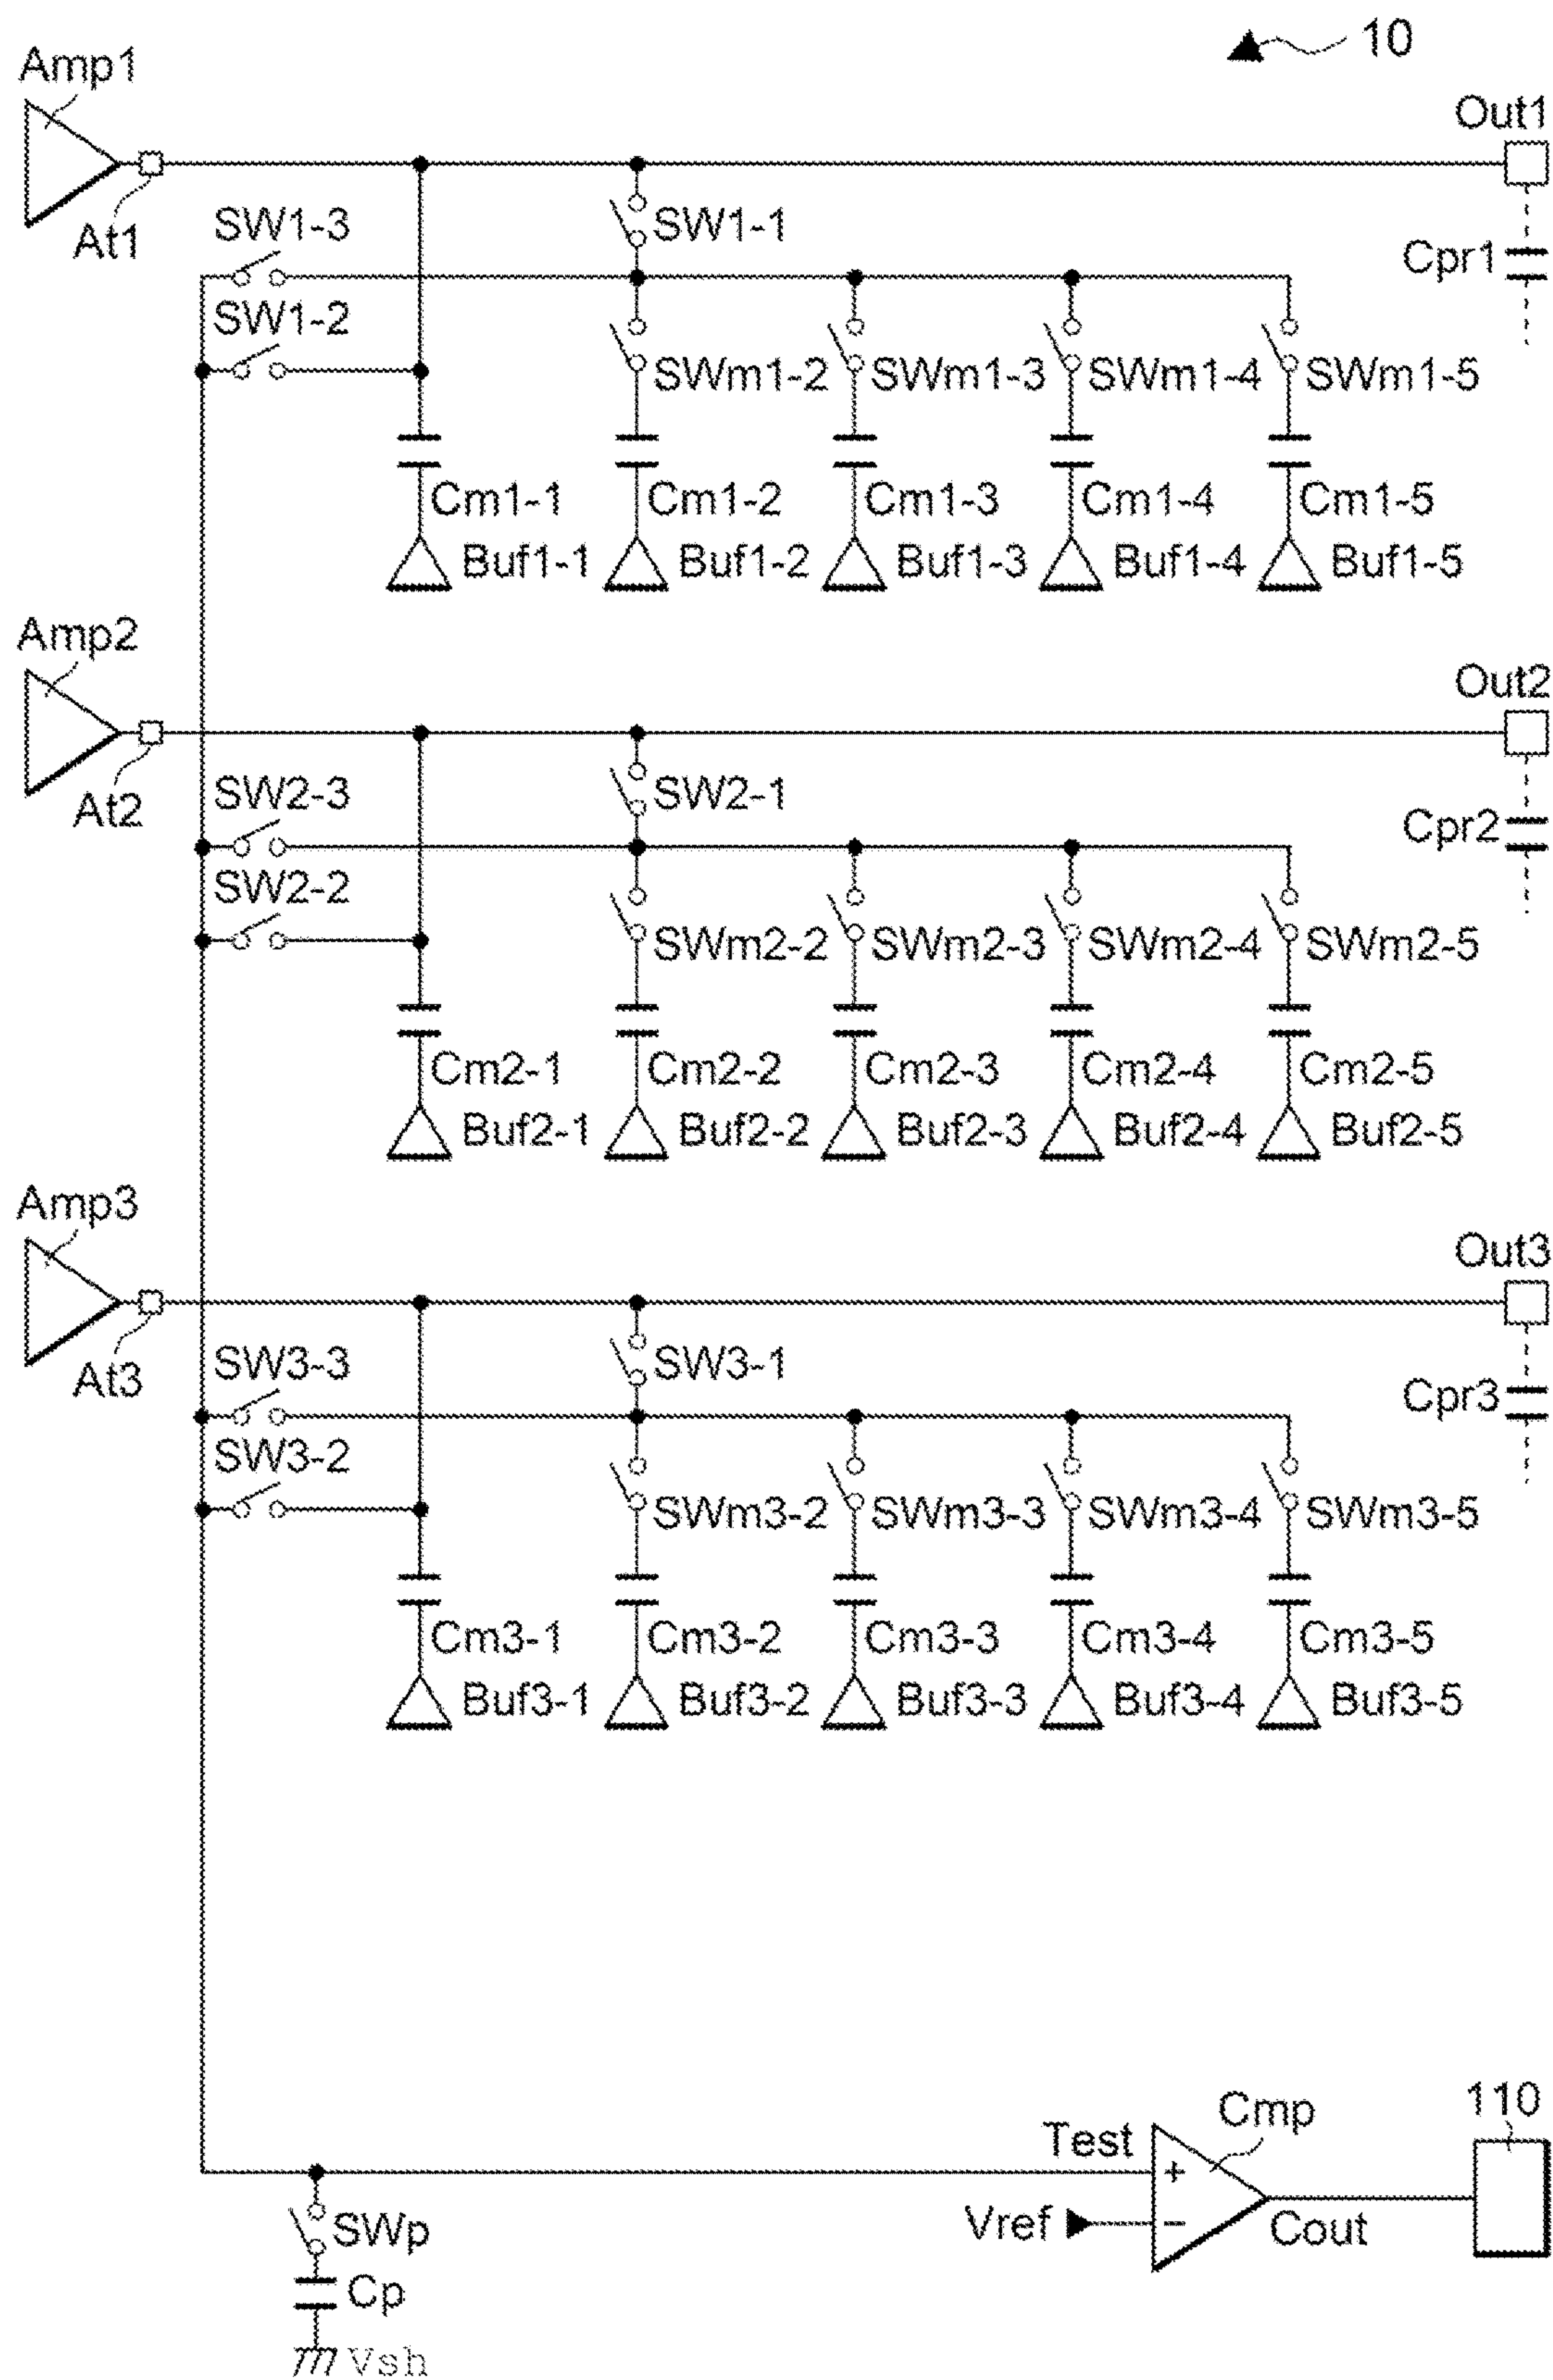 10
Amp1
Out1
At1
SW1-3
SW1-1
Cpr1
SW1-2
SWm1-2 SWm1-3 SWm1-4 SWm1-5
Cm1-1 Cm1-2 Cm1-3 Cm1-4 Cm1-5
Buf1-1 Buf1-2 Buf1-3 Buf1-4 Buf1-5
Amp2
Out2
At2
SW2-3
SW2-1
Cpr2
SW2-2
SWm2-2 SWm2-3 SWm2-4 SWm2-5
Cm2-1 Cm2-2 Cm2-3 Cm2-4 Cm2-5
Buf2-1 Buf2-2 Buf2-3 Buf2-4 Buf2-5
Amp3
Out3
At3
SW3-3
SW3-1
Cpr3
SW3-2
SWm3-2 SWm3-3 SWm3-4 SWm3-5
Cm3-1 Cm3-2 Cm3-3 Cm3-4 Cm3-5
Buf3-1 Buf3-2 Buf3-3 Buf3-4 Buf3-5
110
Cmp
Test
+
Vref
−
Cout
SWp
Cp
Vsh